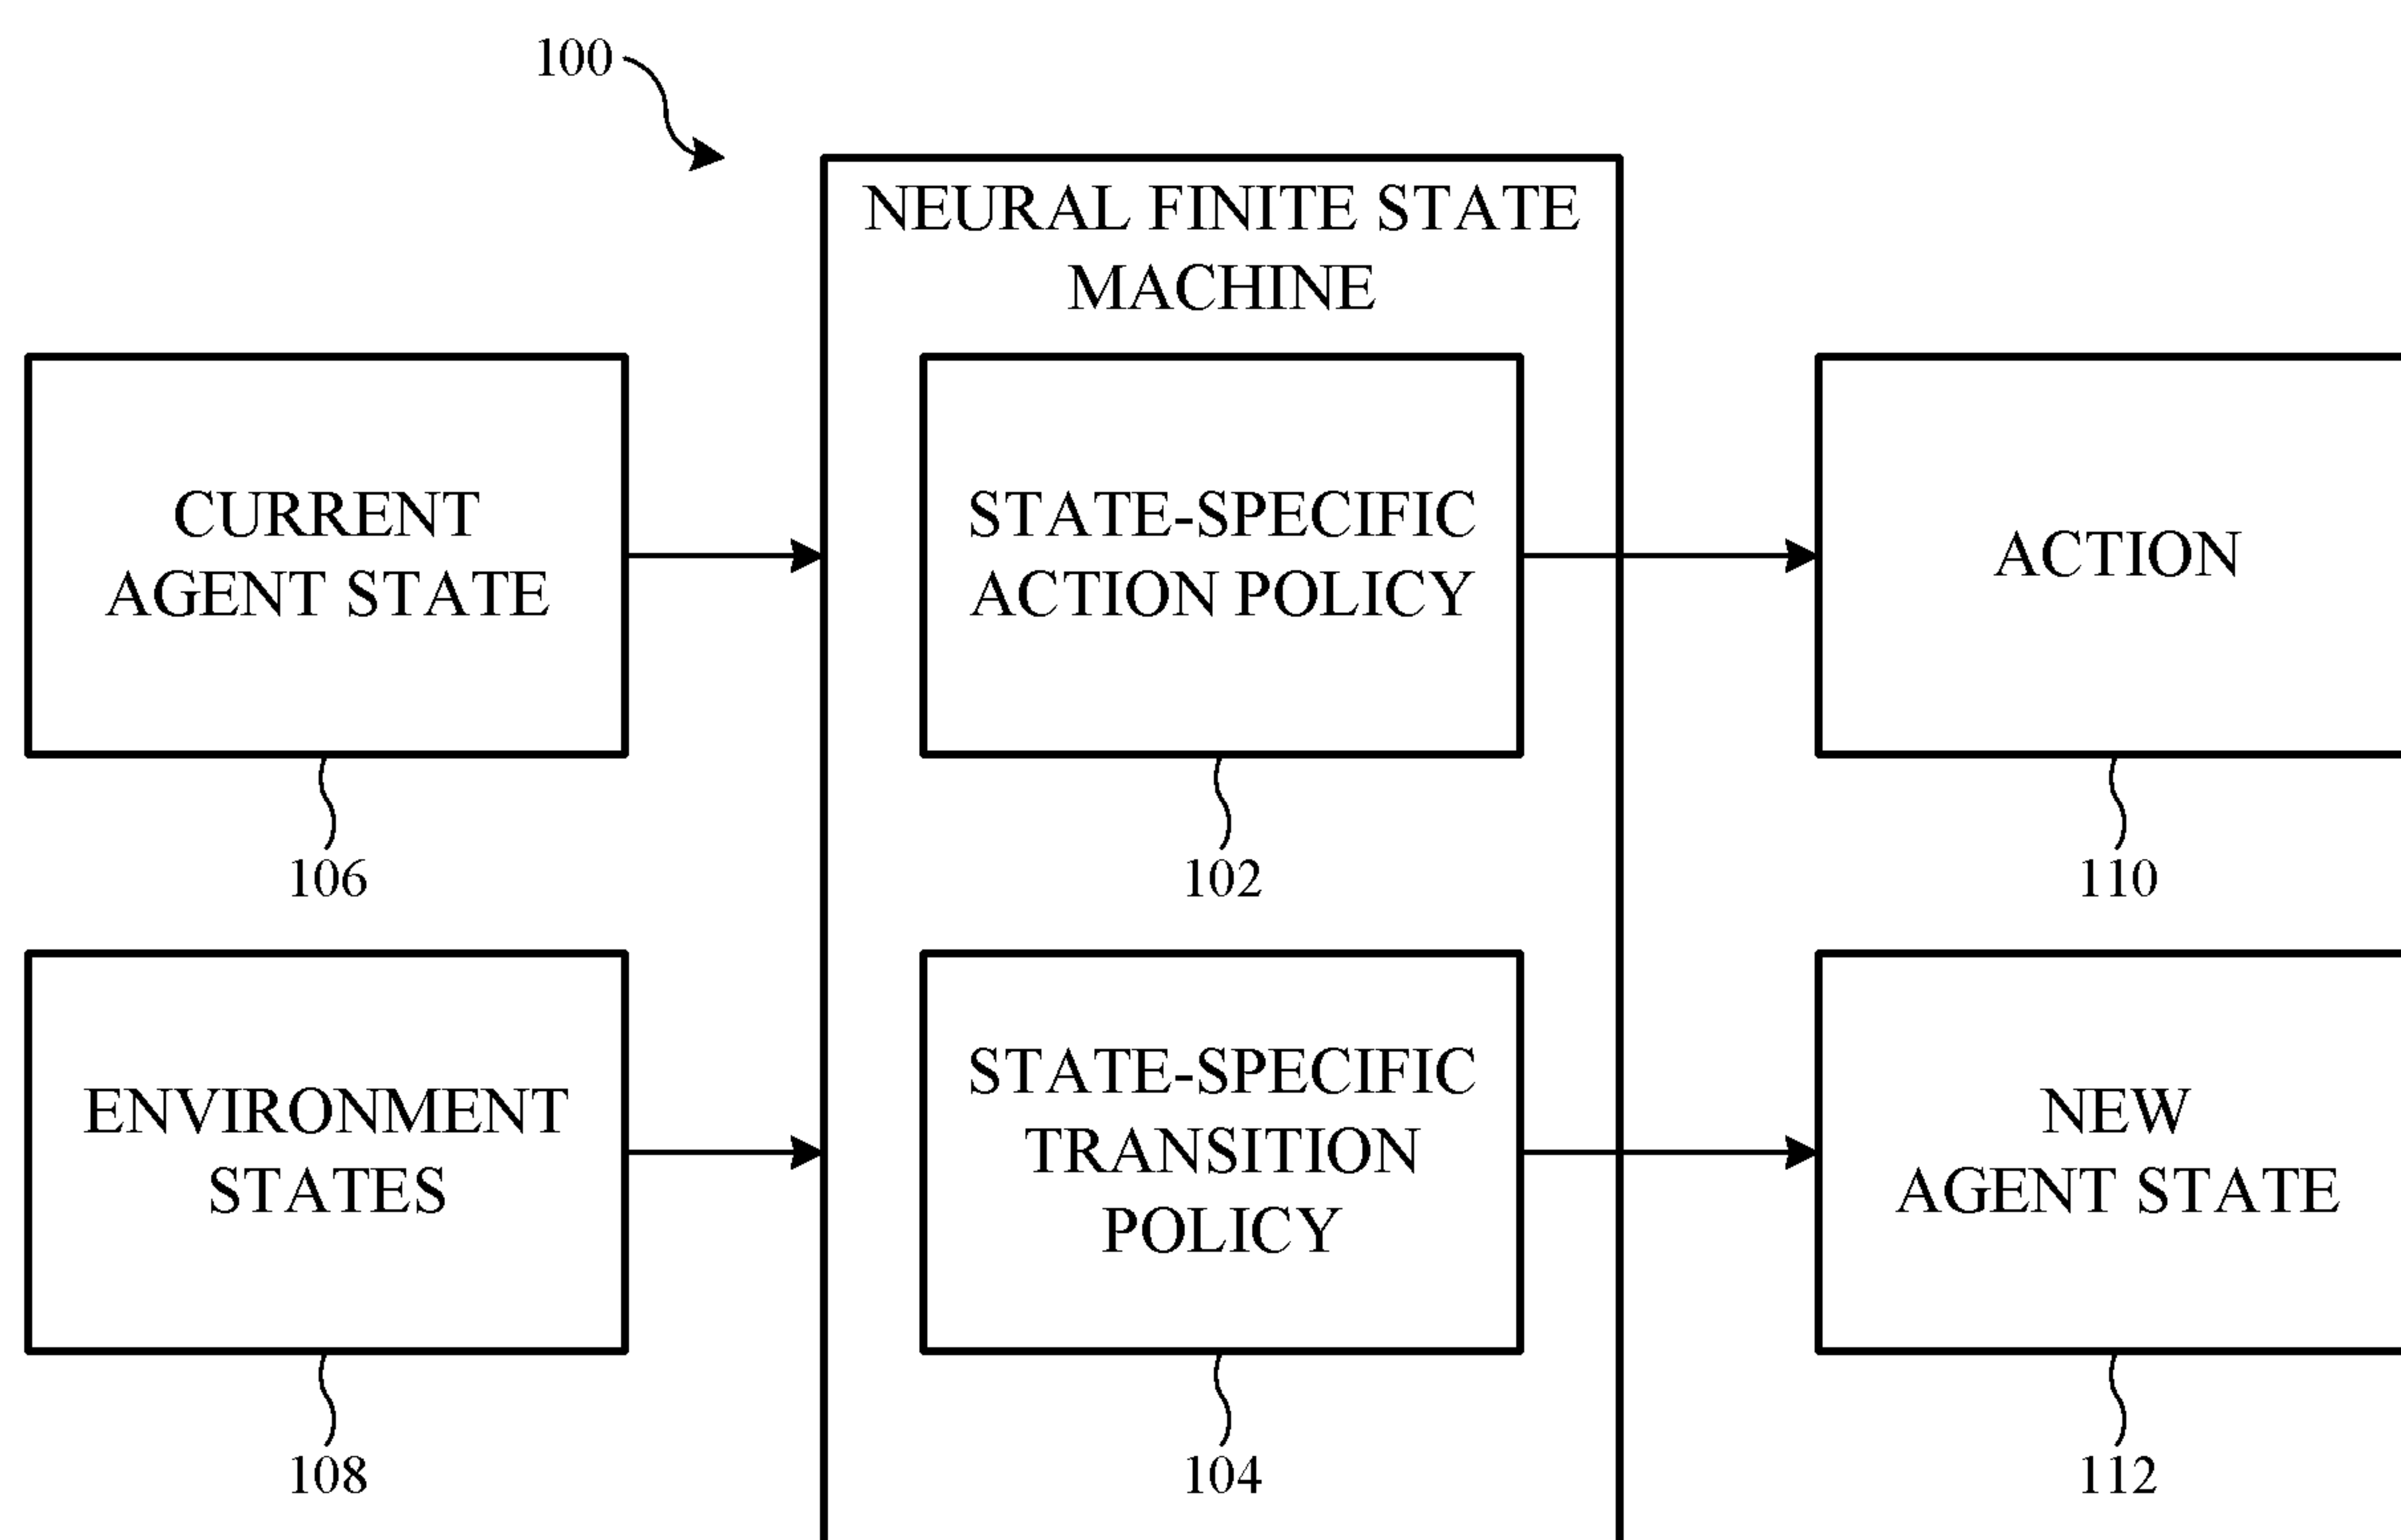 100
NEURAL FINITE STATE
MACHINE
CURRENT
AGENT STATE
106
STATE-SPECIFIC
ACTION POLICY
102
ACTION
110
ENVIRONMENT
STATES
108
STATE-SPECIFIC
TRANSITION
POLICY
104
NEW
AGENT STATE
112